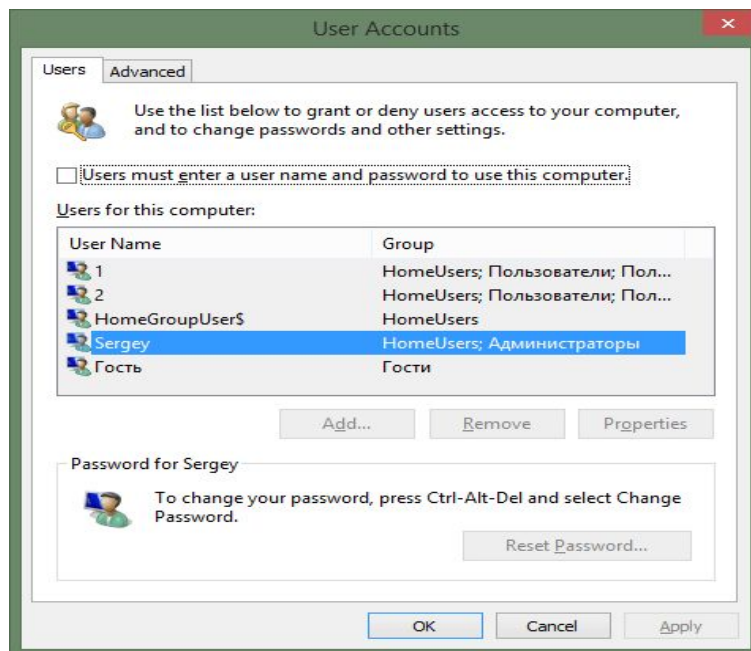 User Accounts
Users
Advanced
Use the list below to grant or deny users access to your computer,
and to change passwords and other settings.
Users must enter a user name and password to use this computer.
Users for this computer:
User Name Group
1 HomeUsers; Пользователи; Пол...
2 HomeUsers; Пользователи; Пол...
HomeGroupUser$ HomeUsers
Sergey HomeUsers; Администраторы
Гость Гости
Add... Remove Properties
Password for Sergey
To change your password, press Ctrl-Alt-Del and select Change
Password.
Reset Password...
OK Cancel Apply